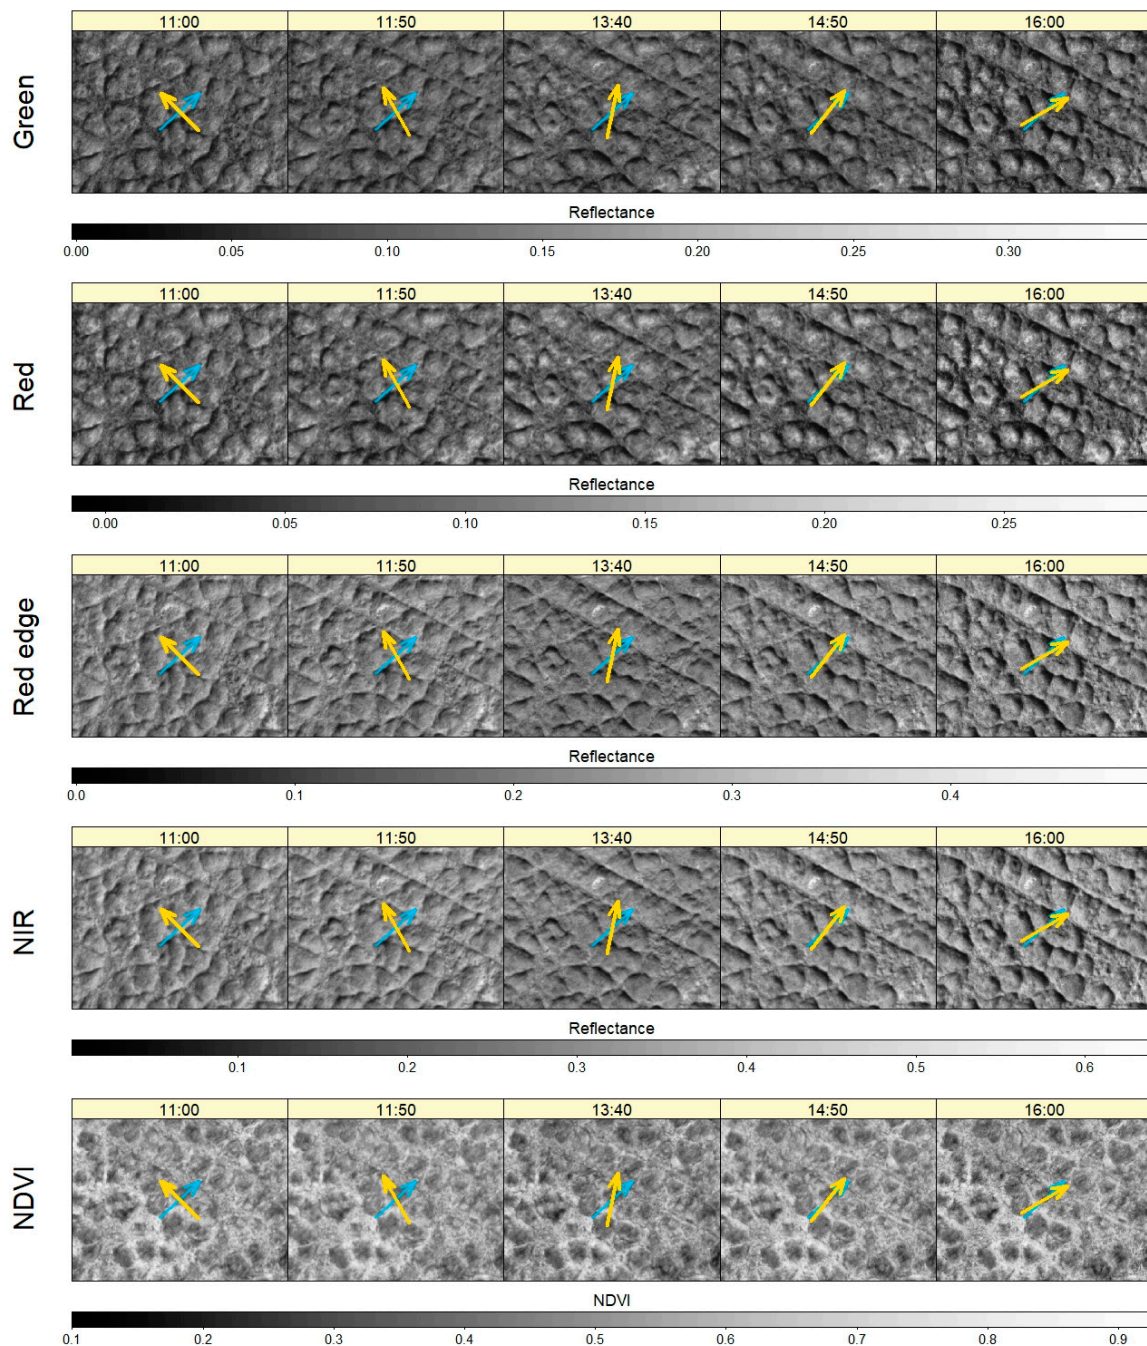 Green
11:00 11:50 13:40 14:50 16:00
Reflectance
0.00 0.05 0.10 0.15 0.20 0.25 0.30
Red
11:00 11:50 13:40 14:50 16:00
Reflectance
0.00 0.05 0.10 0.15 0.20 0.25
Red edge
11:00 11:50 13:40 14:50 16:00
Reflectance
0.0 0.1 0.2 0.3 0.4
NIR
11:00 11:50 13:40 14:50 16:00
Reflectance
0.1 0.2 0.3 0.4 0.5 0.6
NDVI
11:00 11:50 13:40 14:50 16:00
NDVI
0.1 0.2 0.3 0.4 0.5 0.6 0.7 0.8 0.9